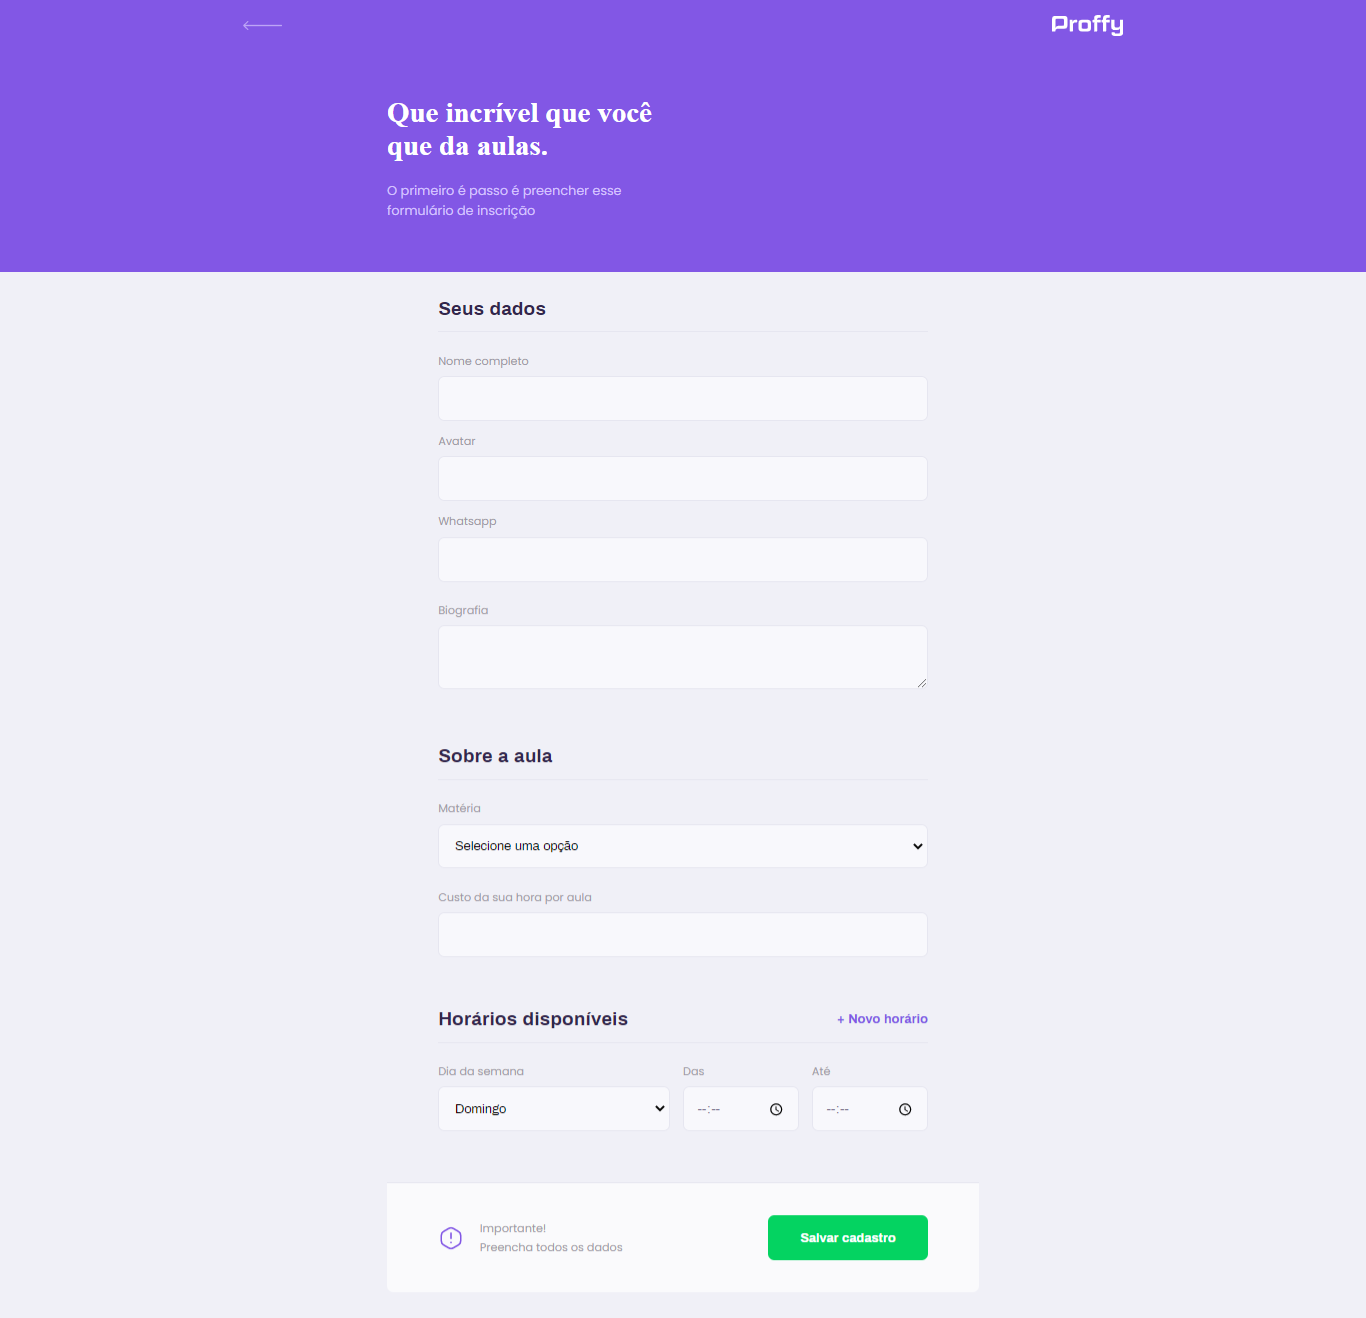 Proffy
Que incrível que você
que da aulas.
O primeiro é passo é preencher esse
formulário de inscrição
Seus dados
Nome completo
Avatar
Whatsapp
Biografia
Sobre a aula
Matéria
Selecione uma opção
Custo da sua hora por aula
Horários disponíveis
+ Novo horário
Dia da semana
Das
Até
Domingo
--:--
--:--
Importante!
Preencha todos os dados
Salvar cadastro